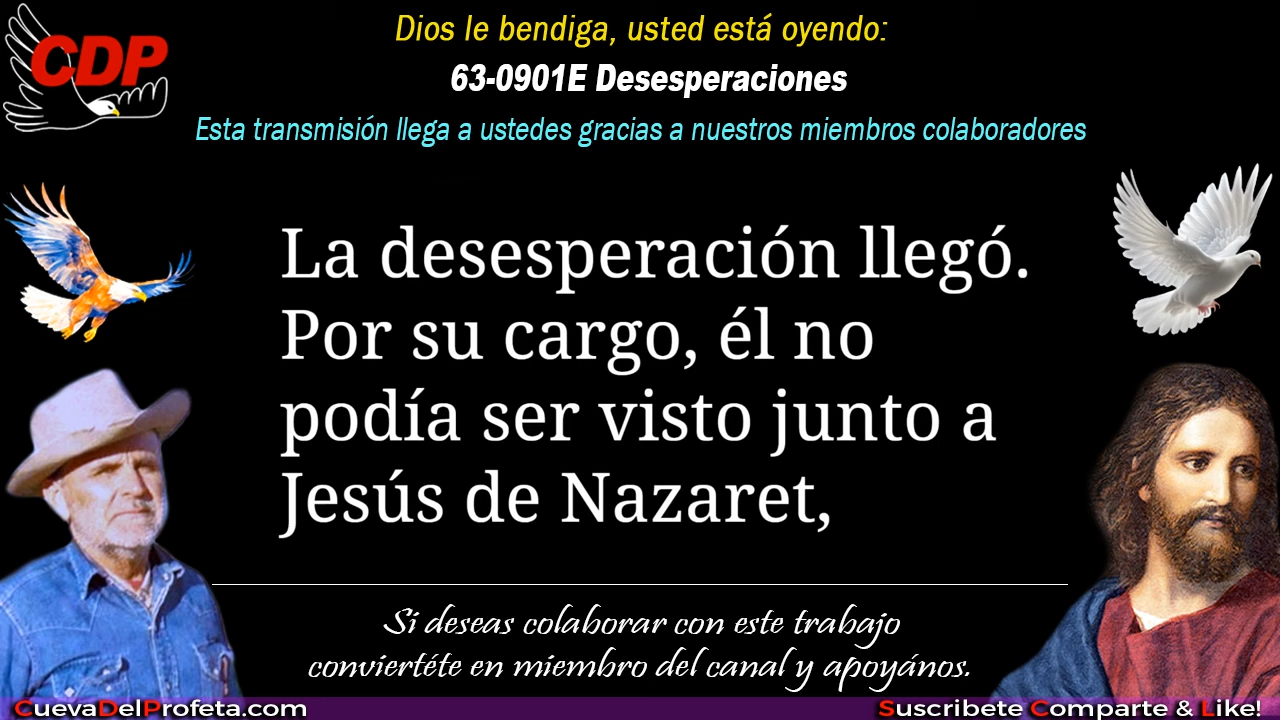 CDP
Dios le bendiga, usted está oyendo:
63-0901E Desesperaciones
Esta transmisión llega a ustedes gracias a nuestros miembros colaboradores
La desesperación llegó.
Por su cargo, él no
podía ser visto junto a
Jesús de Nazaret,
Si deseas colaborar con este trabajo
conviertéte en miembro del canal y apoyános.
CuevaDelProfeta.com
Suscribete Comparte & Like!